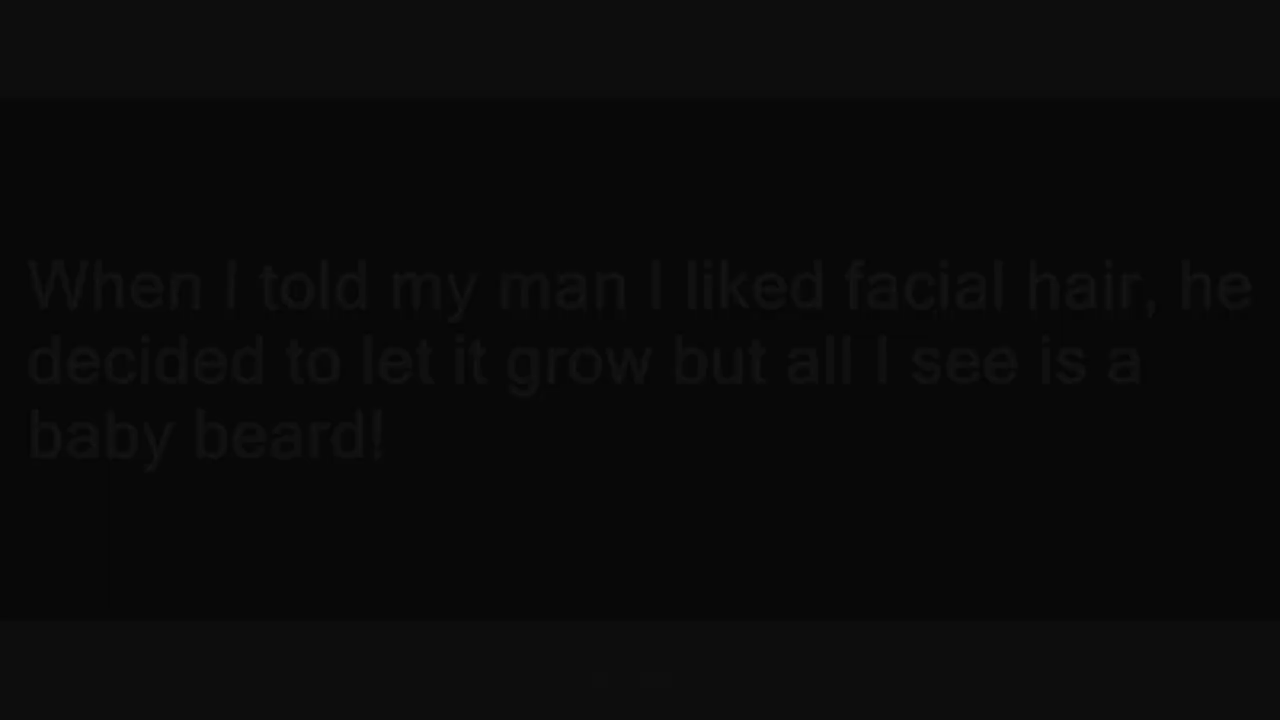 When I told my man I liked facial hair, he
decided to let it grow but all I see is a
baby beard!